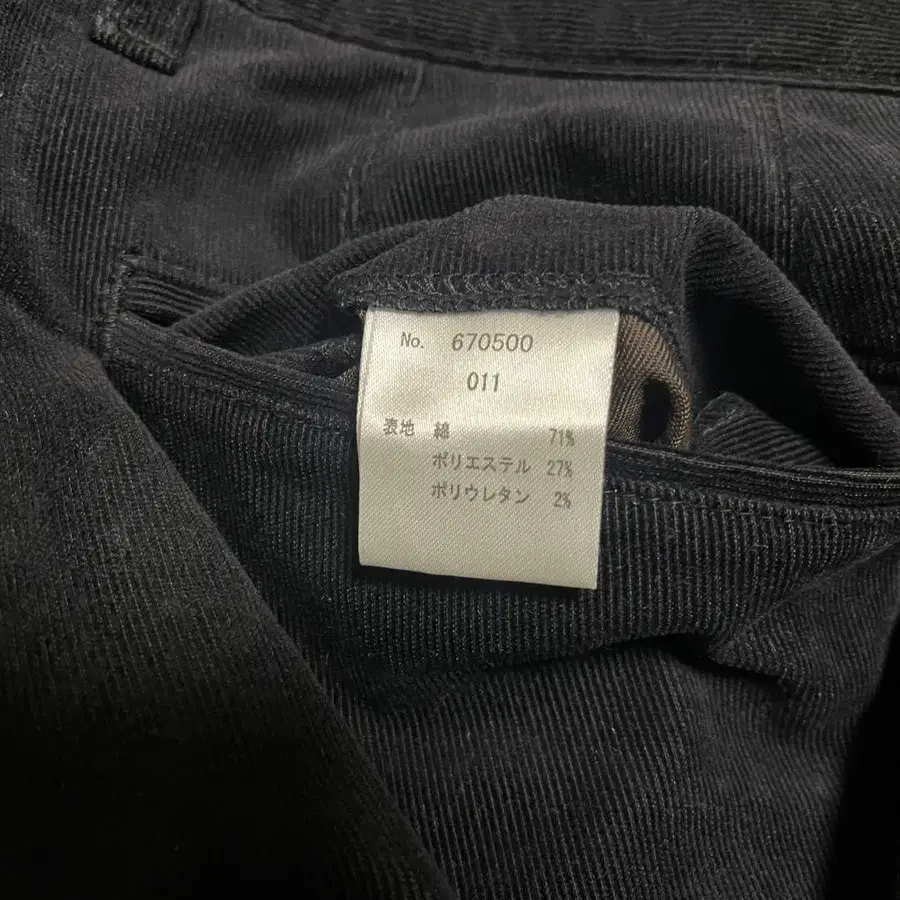 No. 670500
011
表地 綿 71%
ポリエステル 27%
ポリウレタン 2%